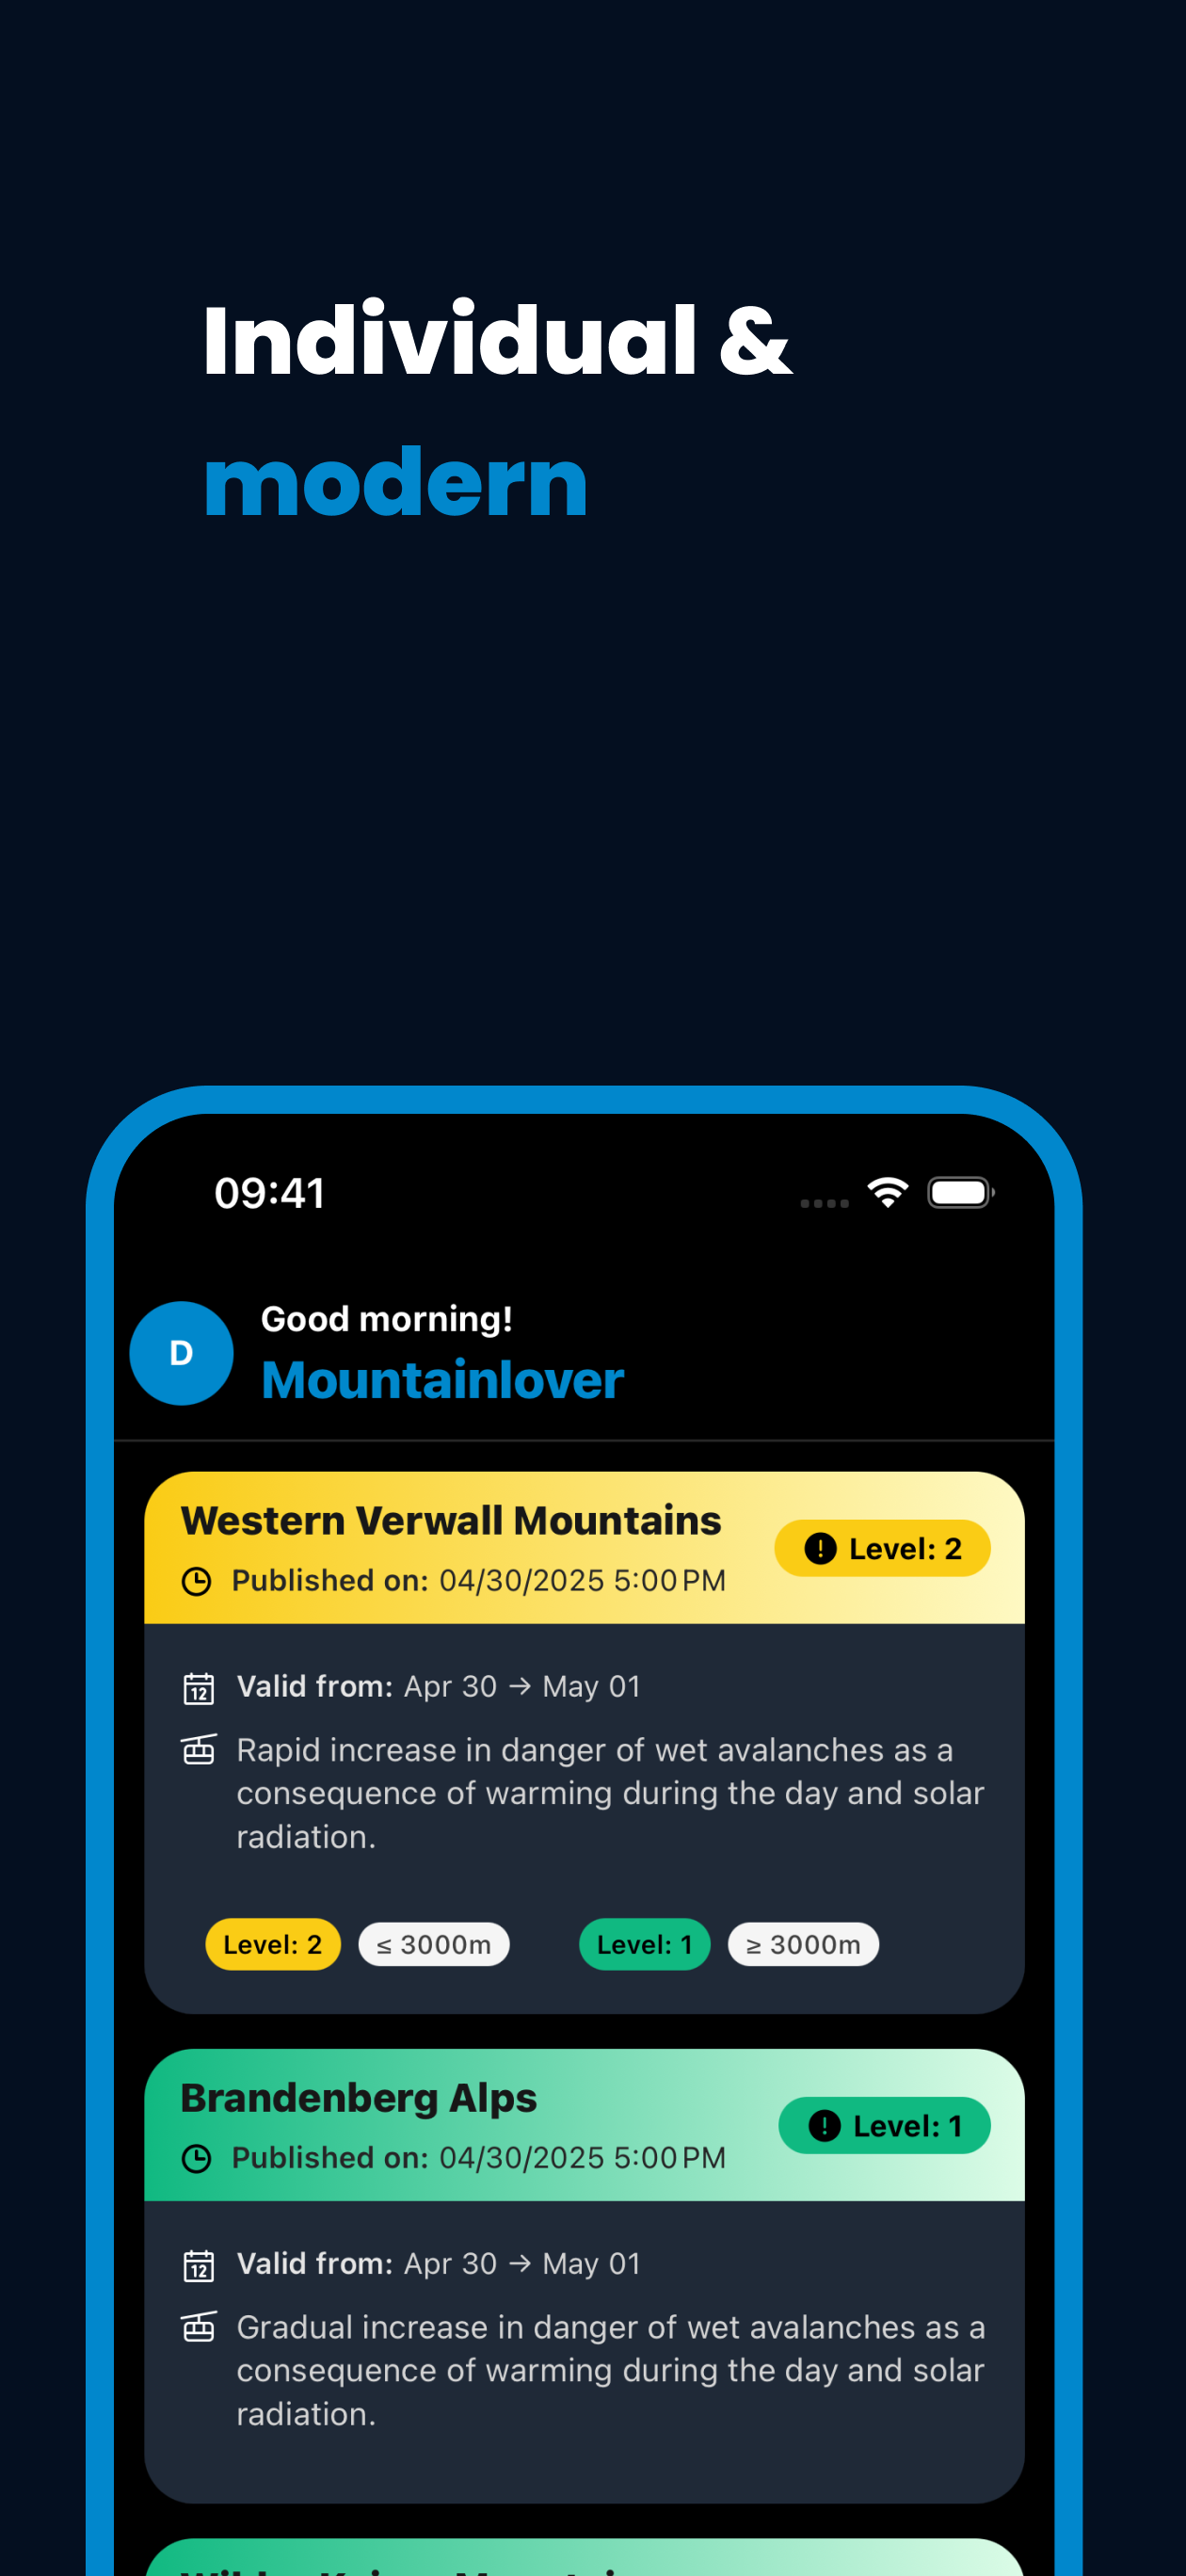 Individual &
modern
09:41
D
Good morning!
Mountainlover
Western Verwall Mountains
Level: 2
Published on: 04/30/2025 5:00 PM
12
Valid from: Apr 30 → May 01
Rapid increase in danger of wet avalanches as a
consequence of warming during the day and solar
radiation.
Level: 2 ≤ 3000m Level: 1 ≥ 3000m
Brandenberg Alps
Level: 1
Published on: 04/30/2025 5:00 PM
12
Valid from: Apr 30 → May 01
Gradual increase in danger of wet avalanches as a
consequence of warming during the day and solar
radiation.